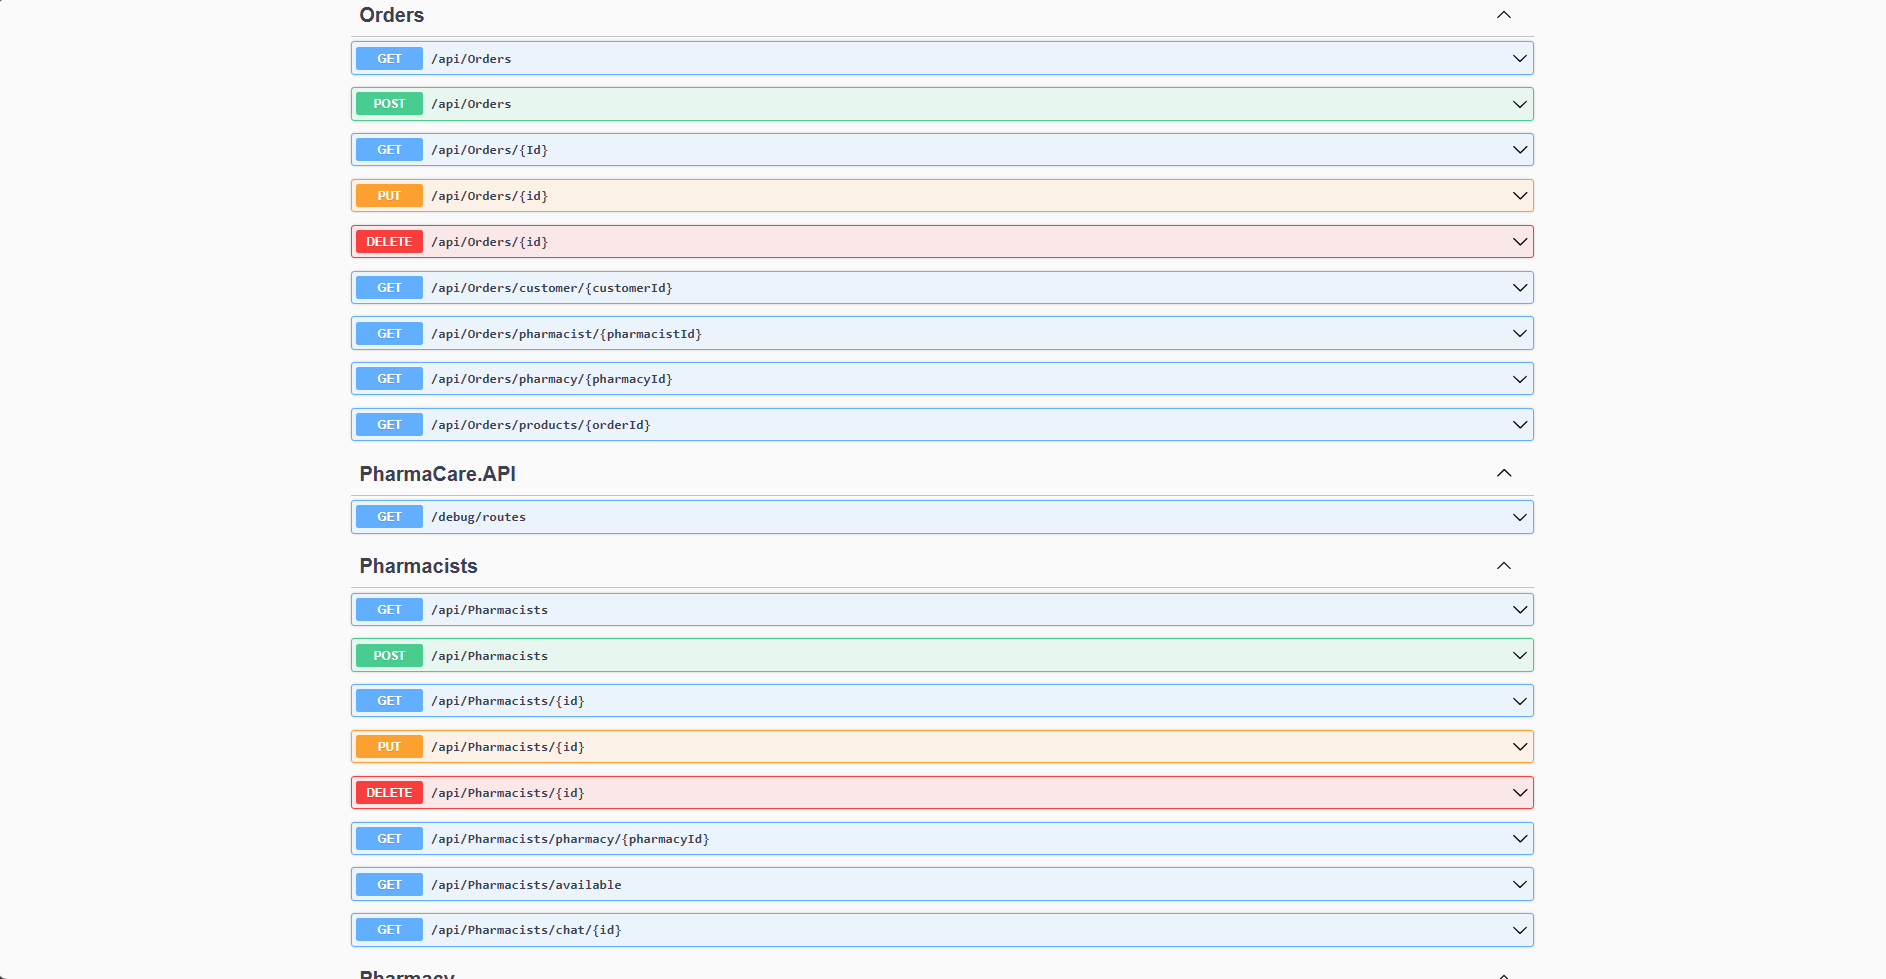 Orders
GET /api/Orders
POST /api/Orders
GET /api/Orders/{Id}
PUT /api/Orders/{id}
DELETE /api/Orders/{id}
GET /api/Orders/customer/{customerId}
GET /api/Orders/pharmacist/{pharmacistId}
GET /api/Orders/pharmacy/{pharmacyId}
GET /api/Orders/products/{orderId}
PharmaCare.API
GET /debug/routes
Pharmacists
GET /api/Pharmacists
POST /api/Pharmacists
GET /api/Pharmacists/{id}
PUT /api/Pharmacists/{id}
DELETE /api/Pharmacists/{id}
GET /api/Pharmacists/pharmacy/{pharmacyId}
GET /api/Pharmacists/available
GET /api/Pharmacists/chat/{id}
Pharmacy